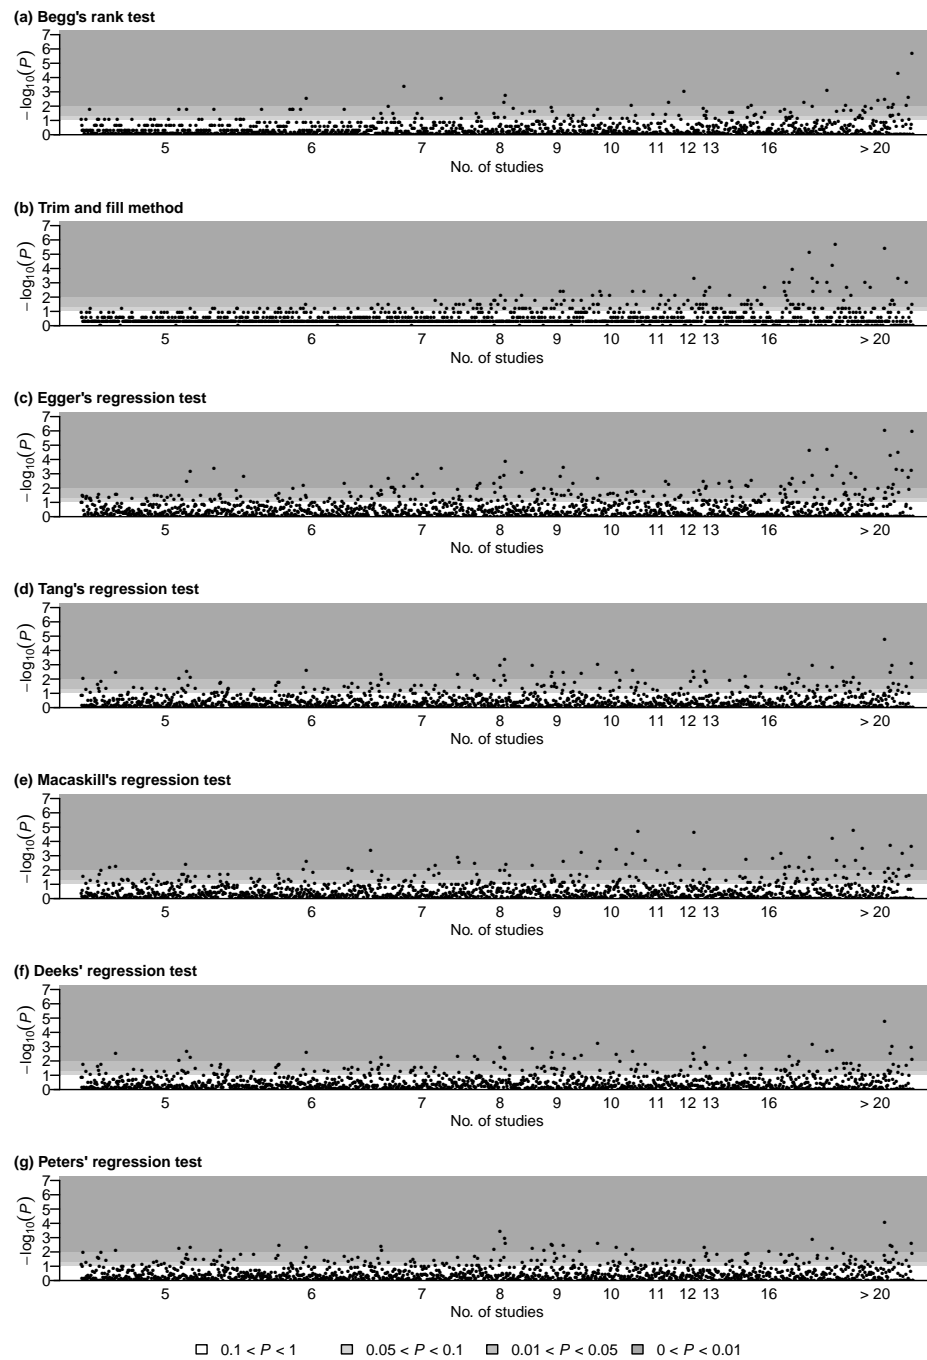 (a) Begg's rank test
7
6
5
4
3
2
1
0
−log10(P)
5 6 7 8 9 10 11 12 13 16 > 20
No. of studies
(b) Trim and fill method
7
6
5
4
3
2
1
0
−log10(P)
5 6 7 8 9 10 11 12 13 16 > 20
No. of studies
(c) Egger's regression test
7
6
5
4
3
2
1
0
−log10(P)
5 6 7 8 9 10 11 12 13 16 > 20
No. of studies
(d) Tang's regression test
7
6
5
4
3
2
1
0
−log10(P)
5 6 7 8 9 10 11 12 13 16 > 20
No. of studies
(e) Macaskill's regression test
7
6
5
4
3
2
1
0
−log10(P)
5 6 7 8 9 10 11 12 13 16 > 20
No. of studies
(f) Deeks' regression test
7
6
5
4
3
2
1
0
−log10(P)
5 6 7 8 9 10 11 12 13 16 > 20
No. of studies
(g) Peters' regression test
7
6
5
4
3
2
1
0
−log10(P)
5 6 7 8 9 10 11 12 13 16 > 20
No. of studies
0.1 < P < 1 0.05 < P < 0.1 0.01 < P < 0.05 0 < P < 0.01